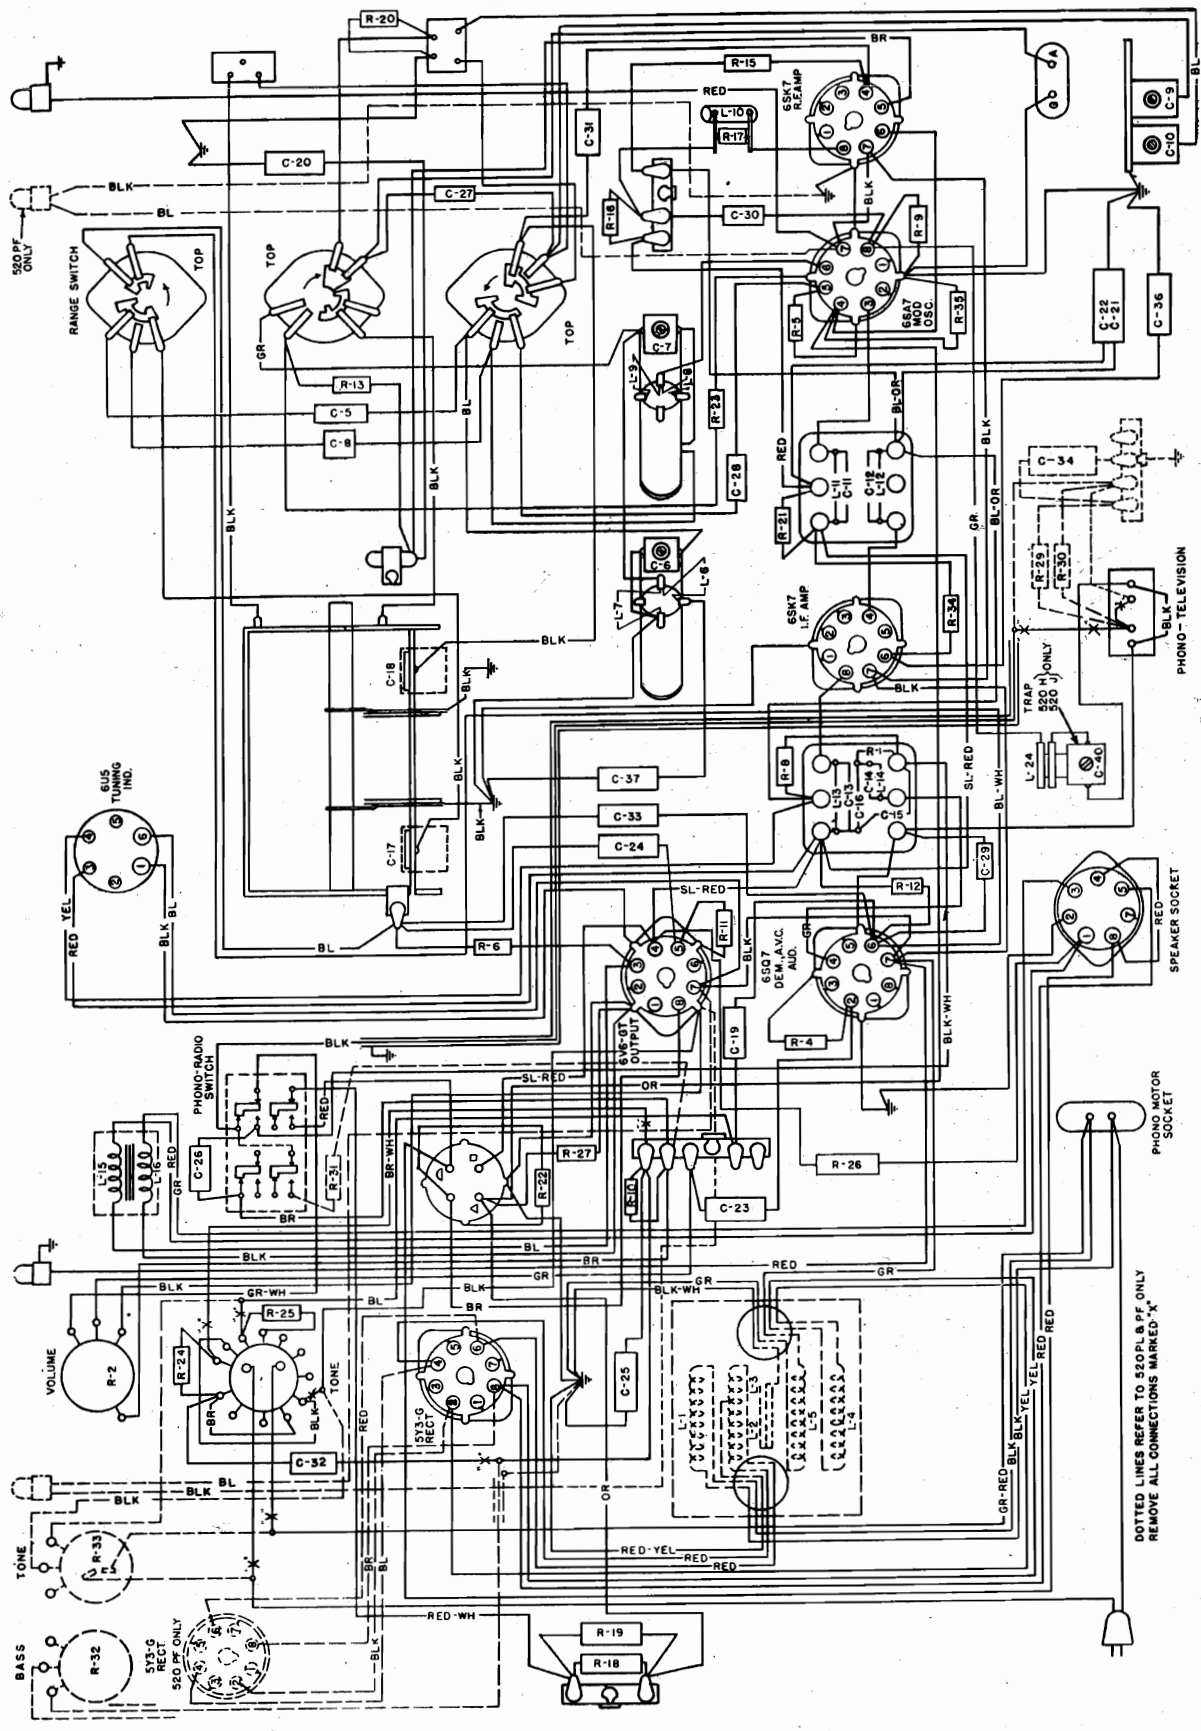 R-20
BR
RED
R-15
6SK7
R.F. AMP
A
G
C-9
BL
C-10
L-10
R-17
C-31
C-20
C-27
BLK
BL
520 PF
ONLY
RANGE SWITCH
TOP
TOP
TOP
R-16
C-30
BLK
R-9
R-5
6SA7
MOD
OSC.
R-35
C-22
C-21
C-36
C-7
L-9
L-8
GR
R-13
C-5
C-8
BL
R-23
C-28
BL-OR
RED
L-11
C-11
C-12
L-12
R-21
BLK
GR
BL-OR
C-34
R-29
R-30
BLK
PHONO-TELEVISION
BLK
BLK
C-6
L-6
L-7
6SK7
I.F. AMP
R-34
BLK
C-18
BLK
BLK
TRAP
520 H
520 J
ONLY
L-24
C-40
6U5
TUNING
IND.
BLK
BLK
C-17
C-37
C-33
C-24
R-8
R-1
L-13
C-13
C-16
C-14
L-14
C-15
SL-RED
BL-WH
C-29
R-12
RED
YEL
BLK
BL
BL
R-6
SL-RED
R-11
BLK
GR
6SQ7
DEM., A.V.C.
AUD.
RED
SPEAKER SOCKET
6V6-GT
OUTPUT
C-19
R-4
BLK-WH
BLK
PHONO-RADIO
SWITCH
RED
SL-RED
OR
BR-WH
PHONO MOTOR
SOCKET
L-15
L-16
GR
RED
C-26
R-31
BR
R-27
R-22
R-10
R-26
C-23
BL
BLK
BR
GR
RED
GR
BLK
GR-WH
BL
BLK
BR
GR
BLK-WH
VOLUME
R-2
R-25
R-24
BR
BLK
TONE
C-32
5Y3-G
RECT
C-25
L-1
L-2
L-3
L-5
L-4
RED
YEL
RED
RED
YEL
BLK
BLK
GR-RED
BL
BLK
BLK
RED
OR
DOTTED LINES REFER TO 520PL & PF ONLY
REMOVE ALL CONNECTIONS MARKED "X"
TONE
R-33
BR
BL
RED-YEL
RED
RED
RED-WH
BASS
R-32
5Y3-G
RECT.
520 PF ONLY
BLK
R-19
R-18